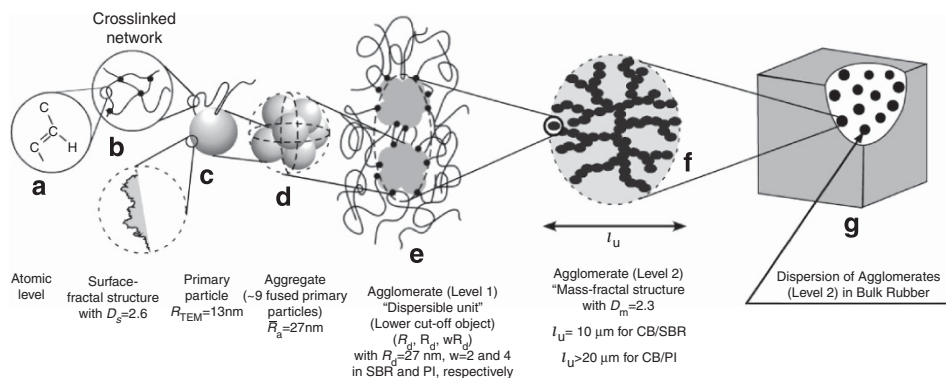 Crosslinked
network
C
C
H
a
b
c
d
e
f
g
l_u
Atomic
level
Surface-
fractal structure
with D_s=2.6
Primary
particle
R_TEM=13nm
Aggregate
(~9 fused primary
particles)
R̅_a=27nm
Agglomerate (Level 1)
"Dispersible unit"
(Lower cut-off object)
(R_d, R_d, wR_d)
with R_d=27 nm, w=2 and 4
in SBR and PI, respectively
Agglomerate (Level 2)
"Mass-fractal structure
with D_m=2.3
l_u= 10 μm for CB/SBR
l_u>20 μm for CB/PI
Dispersion of Agglomerates
(Level 2) in Bulk Rubber